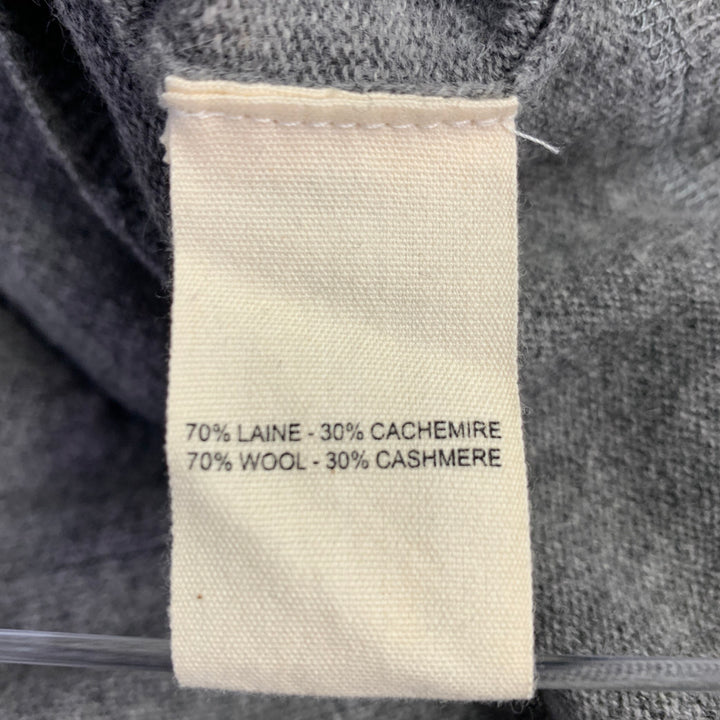 70% LAINE - 30% CACHEMIRE
70% WOOL - 30% CASHMERE